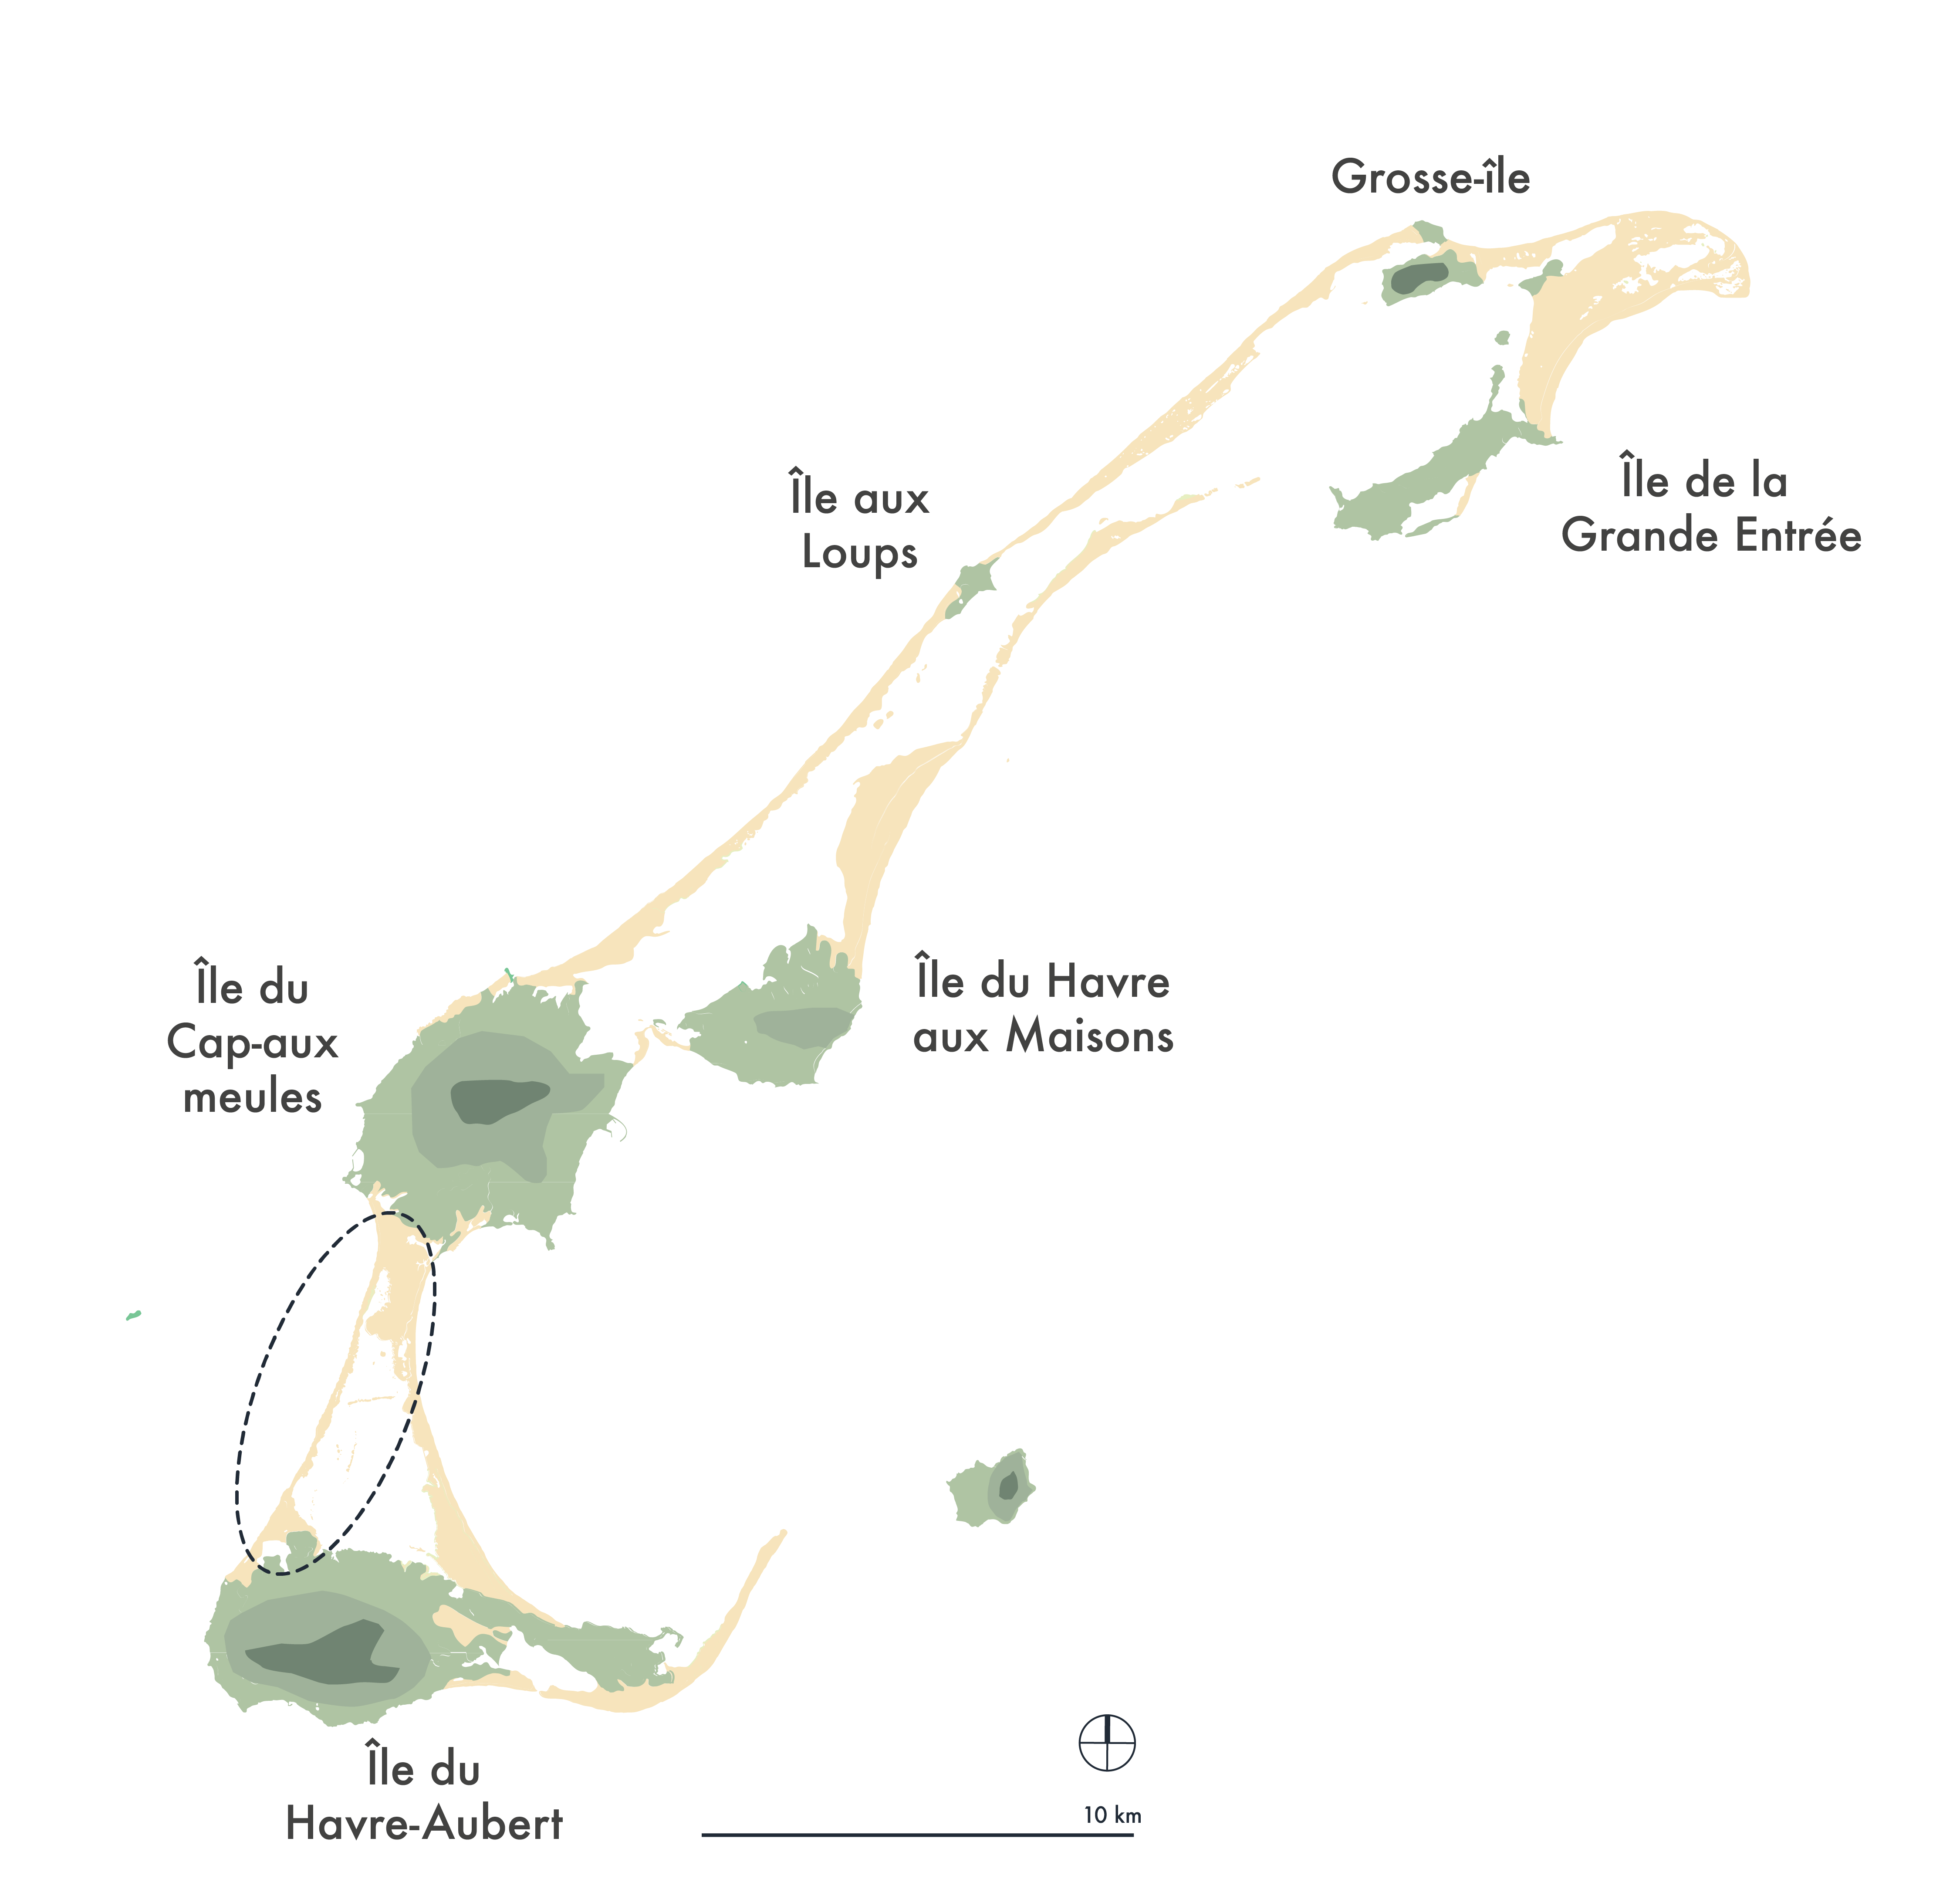 Grosse-île
Île de la
Grande Entrée
Île aux
Loups
Île du
Cap-aux
meules
Île du Havre
aux Maisons
Île du
Havre-Aubert
10 km